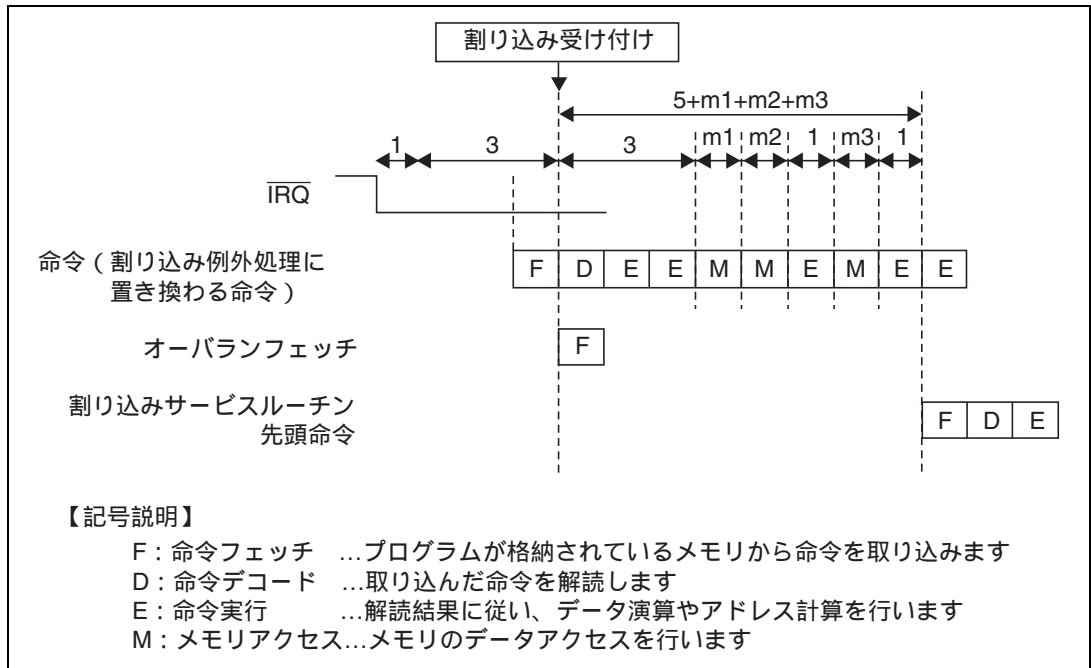 割り込み受け付け
5+m1+m2+m3
1 3 3 m1 m2 1 m3 1
IRQ
命令（割り込み例外処理に
置き換わる命令）
F D E E M M E M E E
オーバランフェッチ
F
割り込みサービスルーチン
先頭命令
F D E
【記号説明】
F：命令フェッチ …プログラムが格納されているメモリから命令を取り込みます
D：命令デコード …取り込んだ命令を解読します
E：命令実行 …解読結果に従い、データ演算やアドレス計算を行います
M：メモリアクセス…メモリのデータアクセスを行います